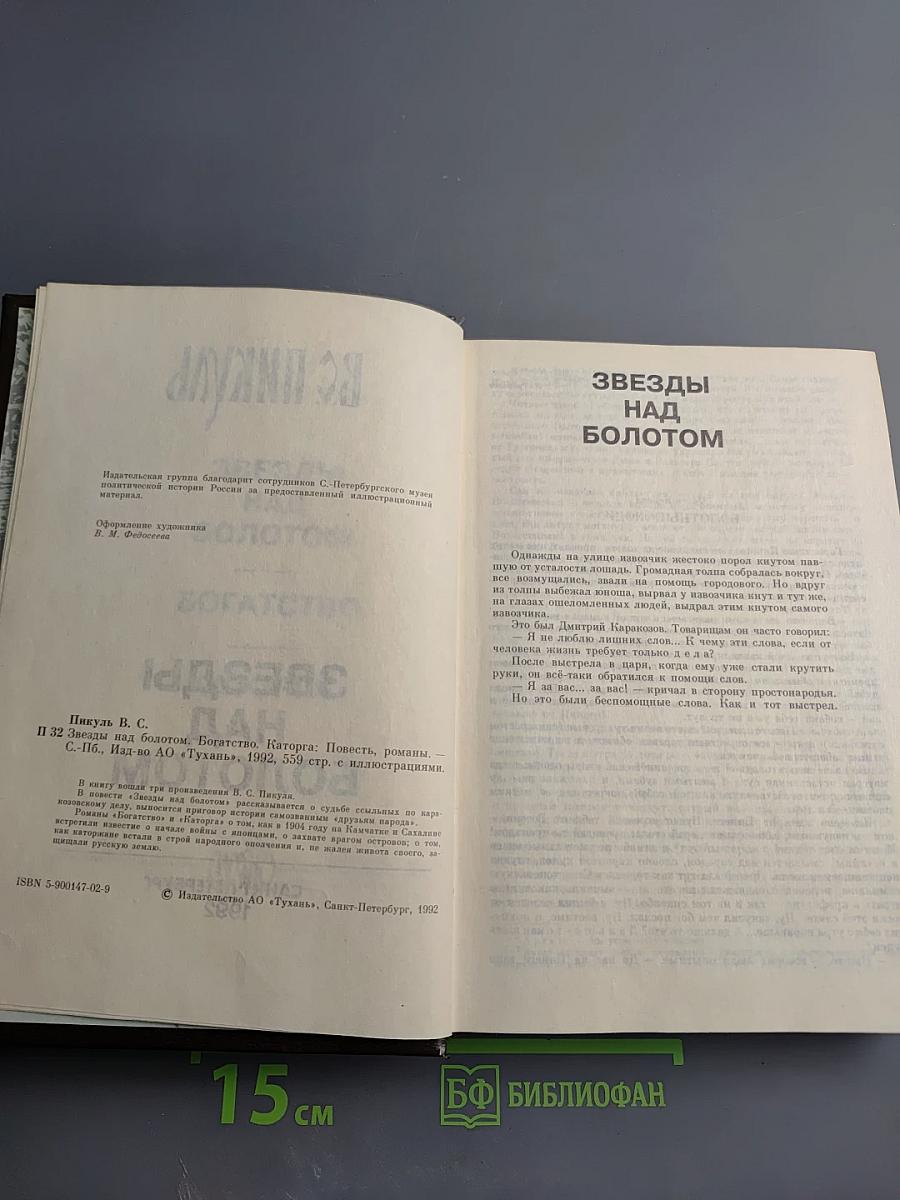 Издательская группа благодарит сотрудников С.-Петербургского музея
политической истории России за предоставленный иллюстрационный
материал.
Оформление художника
В. М. Федосеева
Пикуль В. С.
П 32 Звезды над болотом. Богатство. Каторга: Повесть, романы. —
С.-Пб., Изд-во АО «Тухань», 1992, 559 стр. с иллюстрациями.
В книгу вошли три произведения В. С. Пикуля.
В повести «Звезды над болотом» рассказывается о судьбе ссыльных по кара-
козовскому делу, выносится приговор истории самозванным «друзьям народа».
Романы «Богатство» и «Каторга» о том, как в 1904 году на Камчатке и Сахалине
встретили известие о начале войны с японцами, о захвате врагом островов; о том,
как каторжане встали в строй народного ополчения и, не жалея живота своего, за-
щищали русскую землю.
ISBN 5-900147-02-9
© Издательство АО «Тухань», Санкт-Петербург, 1992
ЗВЕЗДЫ
НАД
БОЛОТОМ
Однажды на улице извозчик жестоко порол кнутом пав-
шую от усталости лошадь. Громадная толпа собралась вокруг,
все возмущались, звали на помощь городового. Но вдруг
из толпы выбежал юноша, вырвал у извозчика кнут и тут же,
на глазах ошеломленных людей, выдрал этим кнутом самого
извозчика.
Это был Дмитрий Каракозов. Товарищам он часто говорил:
— Я не люблю лишних слов... К чему эти слова, если от
человека жизнь требует только д е л а?
После выстрела в царя, когда ему уже стали крутить
руки, он всё-таки обратился к помощи слов.
— Я за вас... за вас! — кричал в сторону простонародья.
Но это были беспомощные слова. Как и тот выстрел.
15 см
БФ БИБЛИОФАН